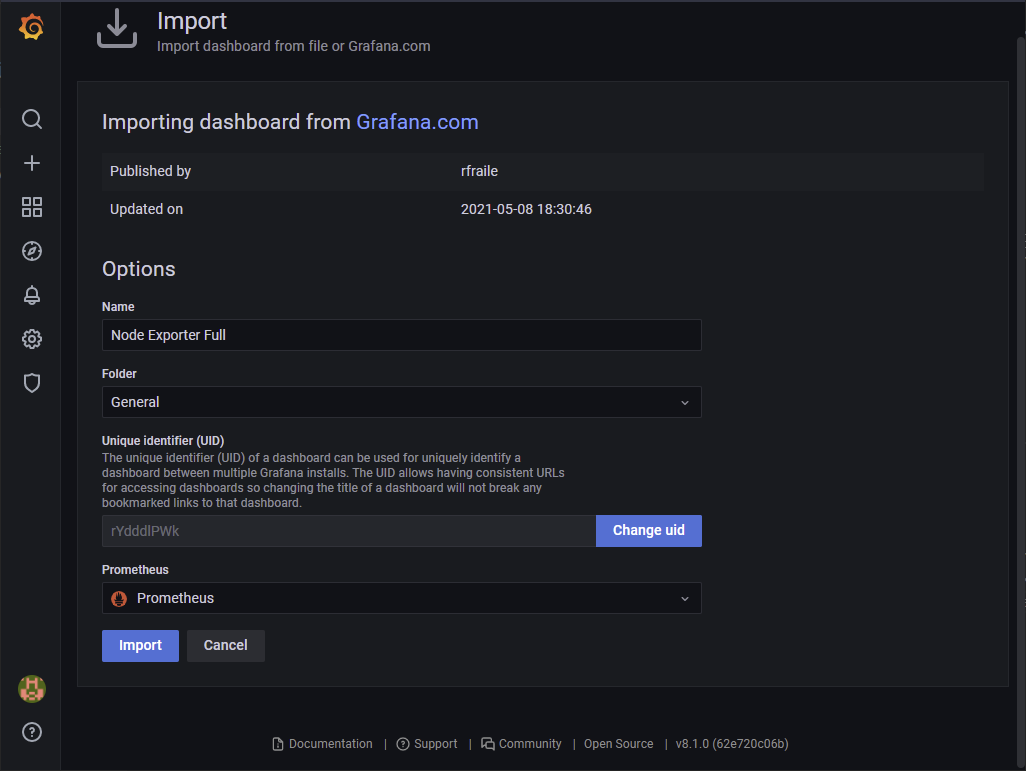 Import
Import dashboard from file or Grafana.com
Importing dashboard from Grafana.com
Published by rfraile
Updated on 2021-05-08 18:30:46
Options
Name
Node Exporter Full
Folder
General
Unique identifier (UID)
The unique identifier (UID) of a dashboard can be used for uniquely identify a
dashboard between multiple Grafana installs. The UID allows having consistent URLs
for accessing dashboards so changing the title of a dashboard will not break any
bookmarked links to that dashboard.
rYdddlPWk Change uid
Prometheus
Prometheus
Import Cancel
Documentation | Support | Community | Open Source | v8.1.0 (62e720c06b)